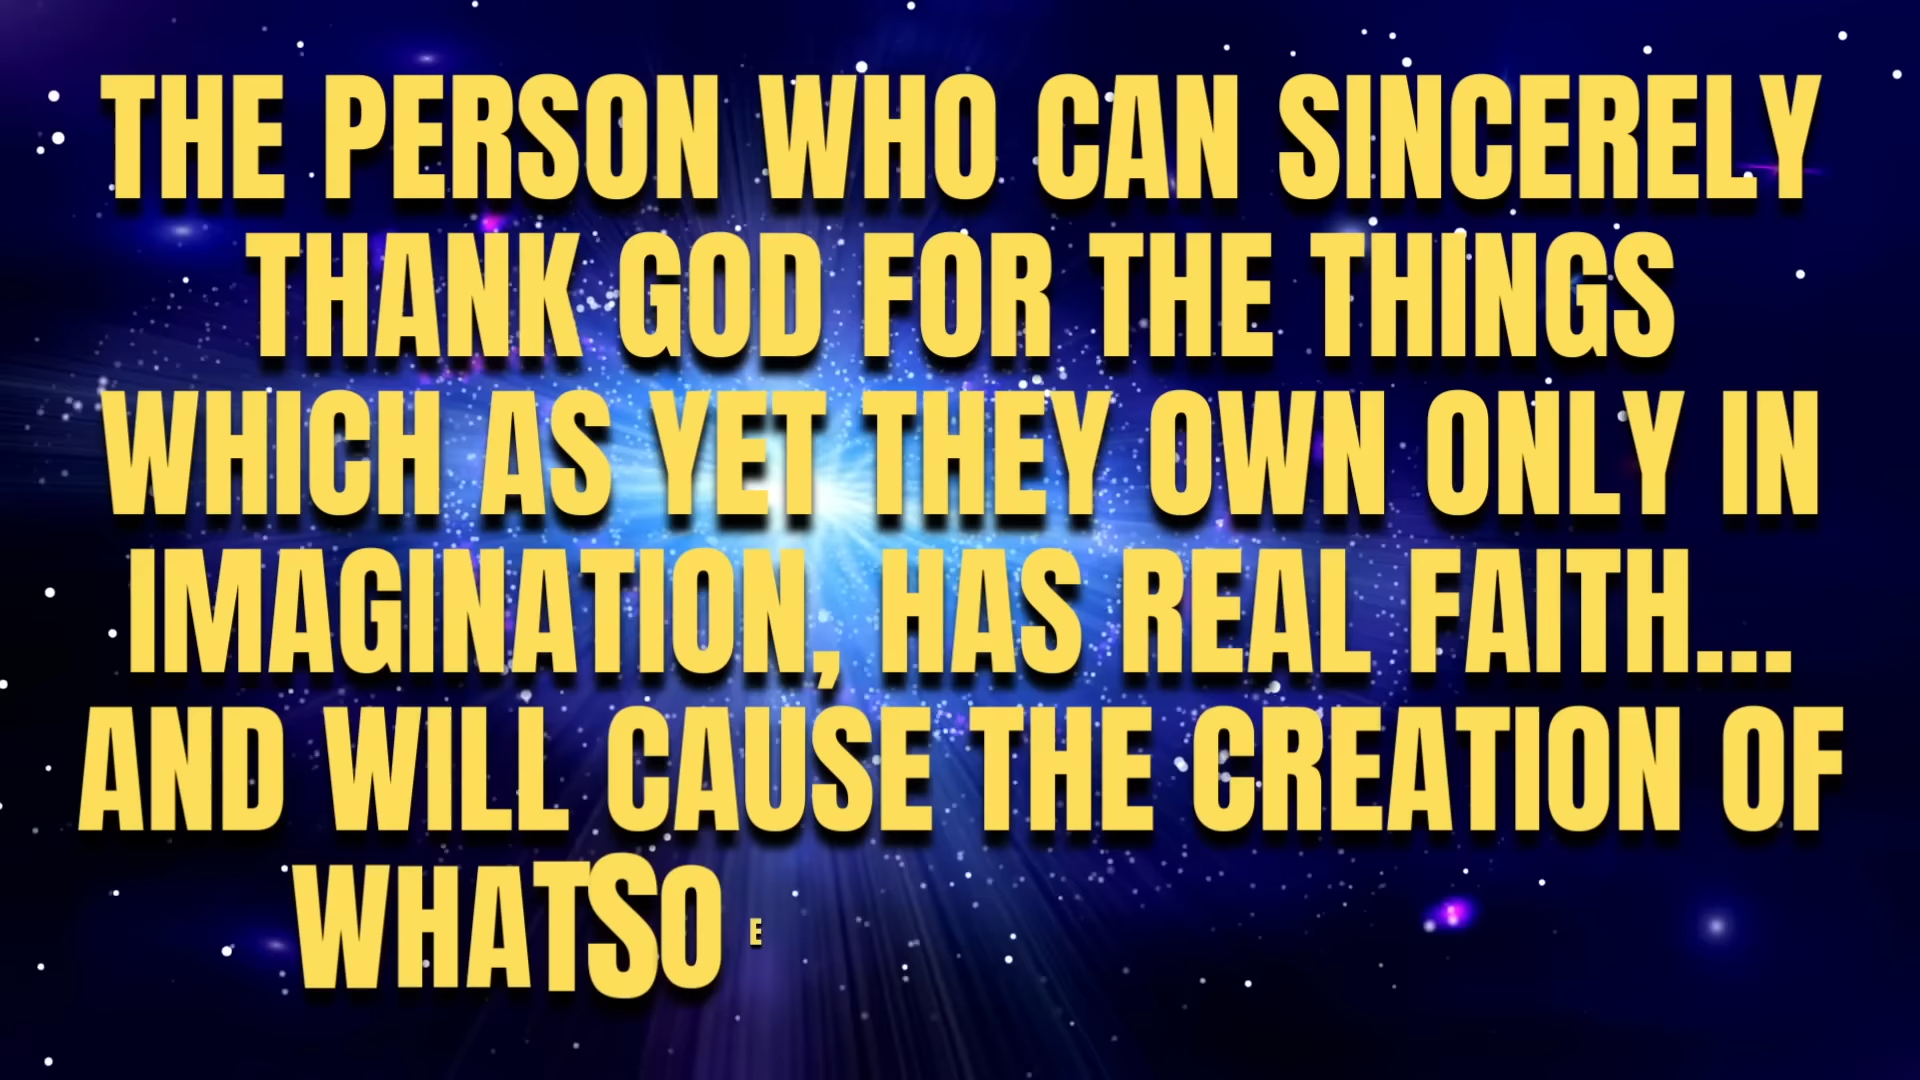 THE PERSON WHO CAN SINCERELY
THANK GOD FOR THE THINGS
WHICH AS YET THEY OWN ONLY IN
IMAGINATION, HAS REAL FAITH...
AND WILL CAUSE THE CREATION OF
WHATSO E